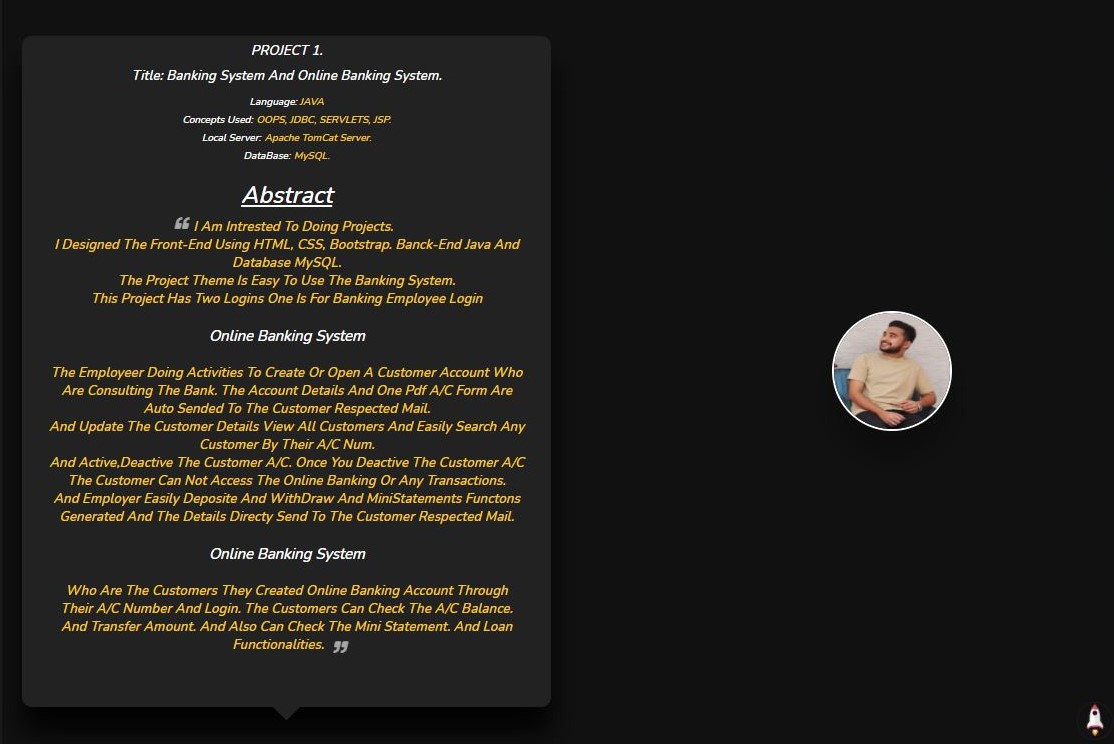 PROJECT 1.
Title: Banking System And Online Banking System.
Language: JAVA
Concepts Used: OOPS, JDBC, SERVLETS, JSP.
Local Server: Apache TomCat Server.
DataBase: MySQL.
Abstract
❝ I Am Intrested To Doing Projects.
I Designed The Front-End Using HTML, CSS, Bootstrap. Banck-End Java And
Database MySQL.
The Project Theme Is Easy To Use The Banking System.
This Project Has Two Logins One Is For Banking Employee Login
Online Banking System
The Employeer Doing Activities To Create Or Open A Customer Account Who
Are Consulting The Bank. The Account Details And One Pdf A/C Form Are
Auto Sended To The Customer Respected Mail.
And Update The Customer Details View All Customers And Easily Search Any
Customer By Their A/C Num.
And Active,Deactive The Customer A/C. Once You Deactive The Customer A/C
The Customer Can Not Access The Online Banking Or Any Transactions.
And Employer Easily Deposite And WithDraw And MiniStatements Functons
Generated And The Details Directy Send To The Customer Respected Mail.
Online Banking System
Who Are The Customers They Created Online Banking Account Through
Their A/C Number And Login. The Customers Can Check The A/C Balance.
And Transfer Amount. And Also Can Check The Mini Statement. And Loan
Functionalities. ❞